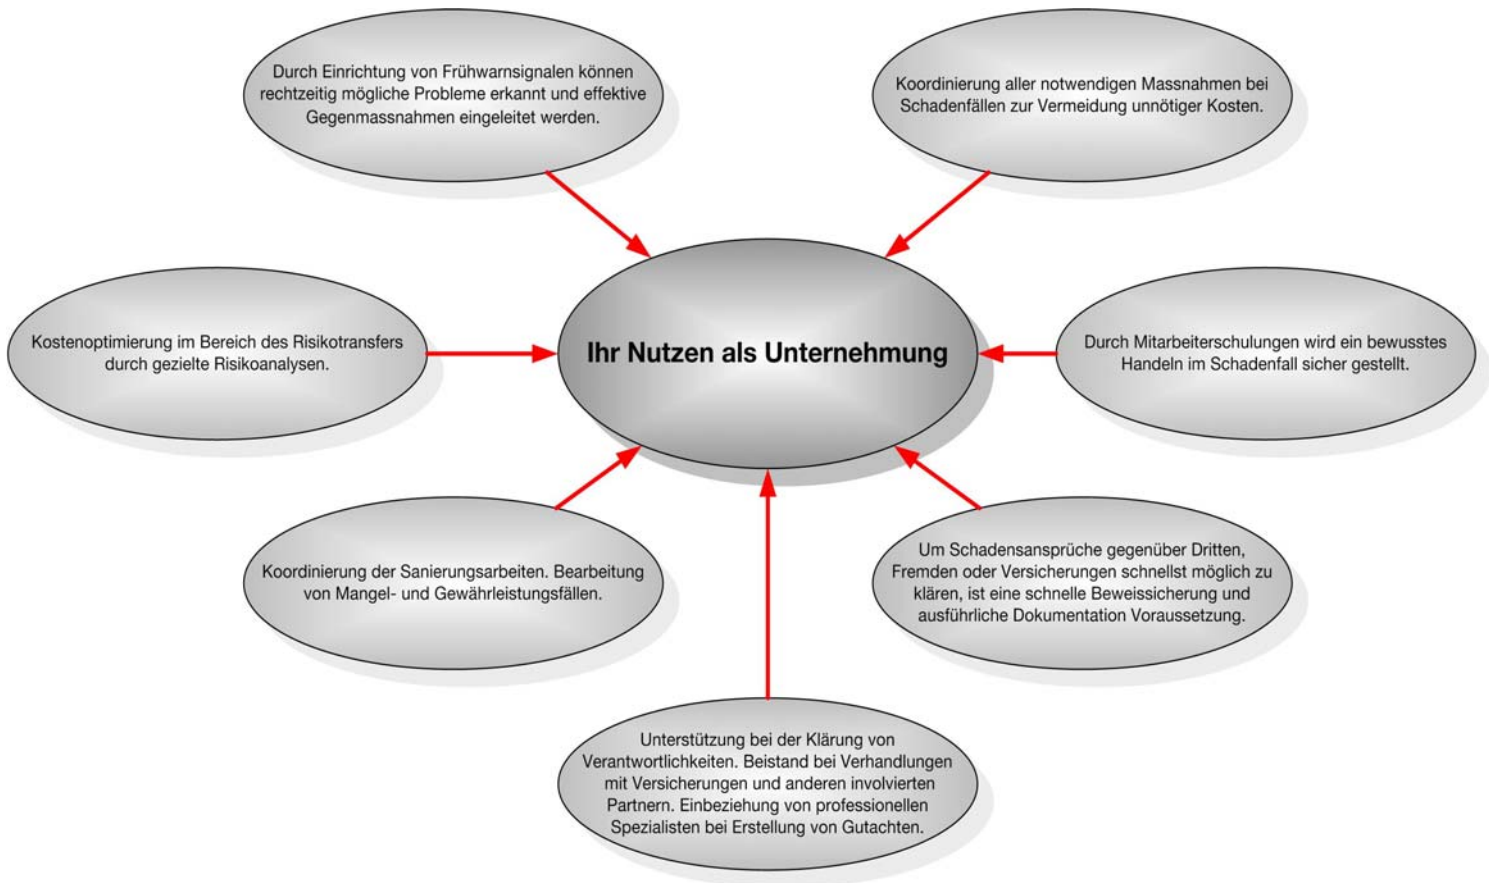 Durch Einrichtung von Frühwarnsignalen können
rechtzeitig mögliche Probleme erkannt und effektive
Gegenmassnahmen eingeleitet werden.
Koordinierung aller notwendigen Massnahmen bei
Schadenfällen zur Vermeidung unnötiger Kosten.
Kostenoptimierung im Bereich des Risikotransfers
durch gezielte Risikoanalysen.
Ihr Nutzen als Unternehmung
Durch Mitarbeiterschulungen wird ein bewusstes
Handeln im Schadenfall sicher gestellt.
Koordinierung der Sanierungsarbeiten. Bearbeitung
von Mangel- und Gewährleistungsfällen.
Um Schadensansprüche gegenüber Dritten,
Fremden oder Versicherungen schnellst möglich zu
klären, ist eine schnelle Beweissicherung und
ausführliche Dokumentation Voraussetzung.
Unterstützung bei der Klärung von
Verantwortlichkeiten. Beistand bei Verhandlungen
mit Versicherungen und anderen involvierten
Partnern. Einbeziehung von professionellen
Spezialisten bei Erstellung von Gutachten.